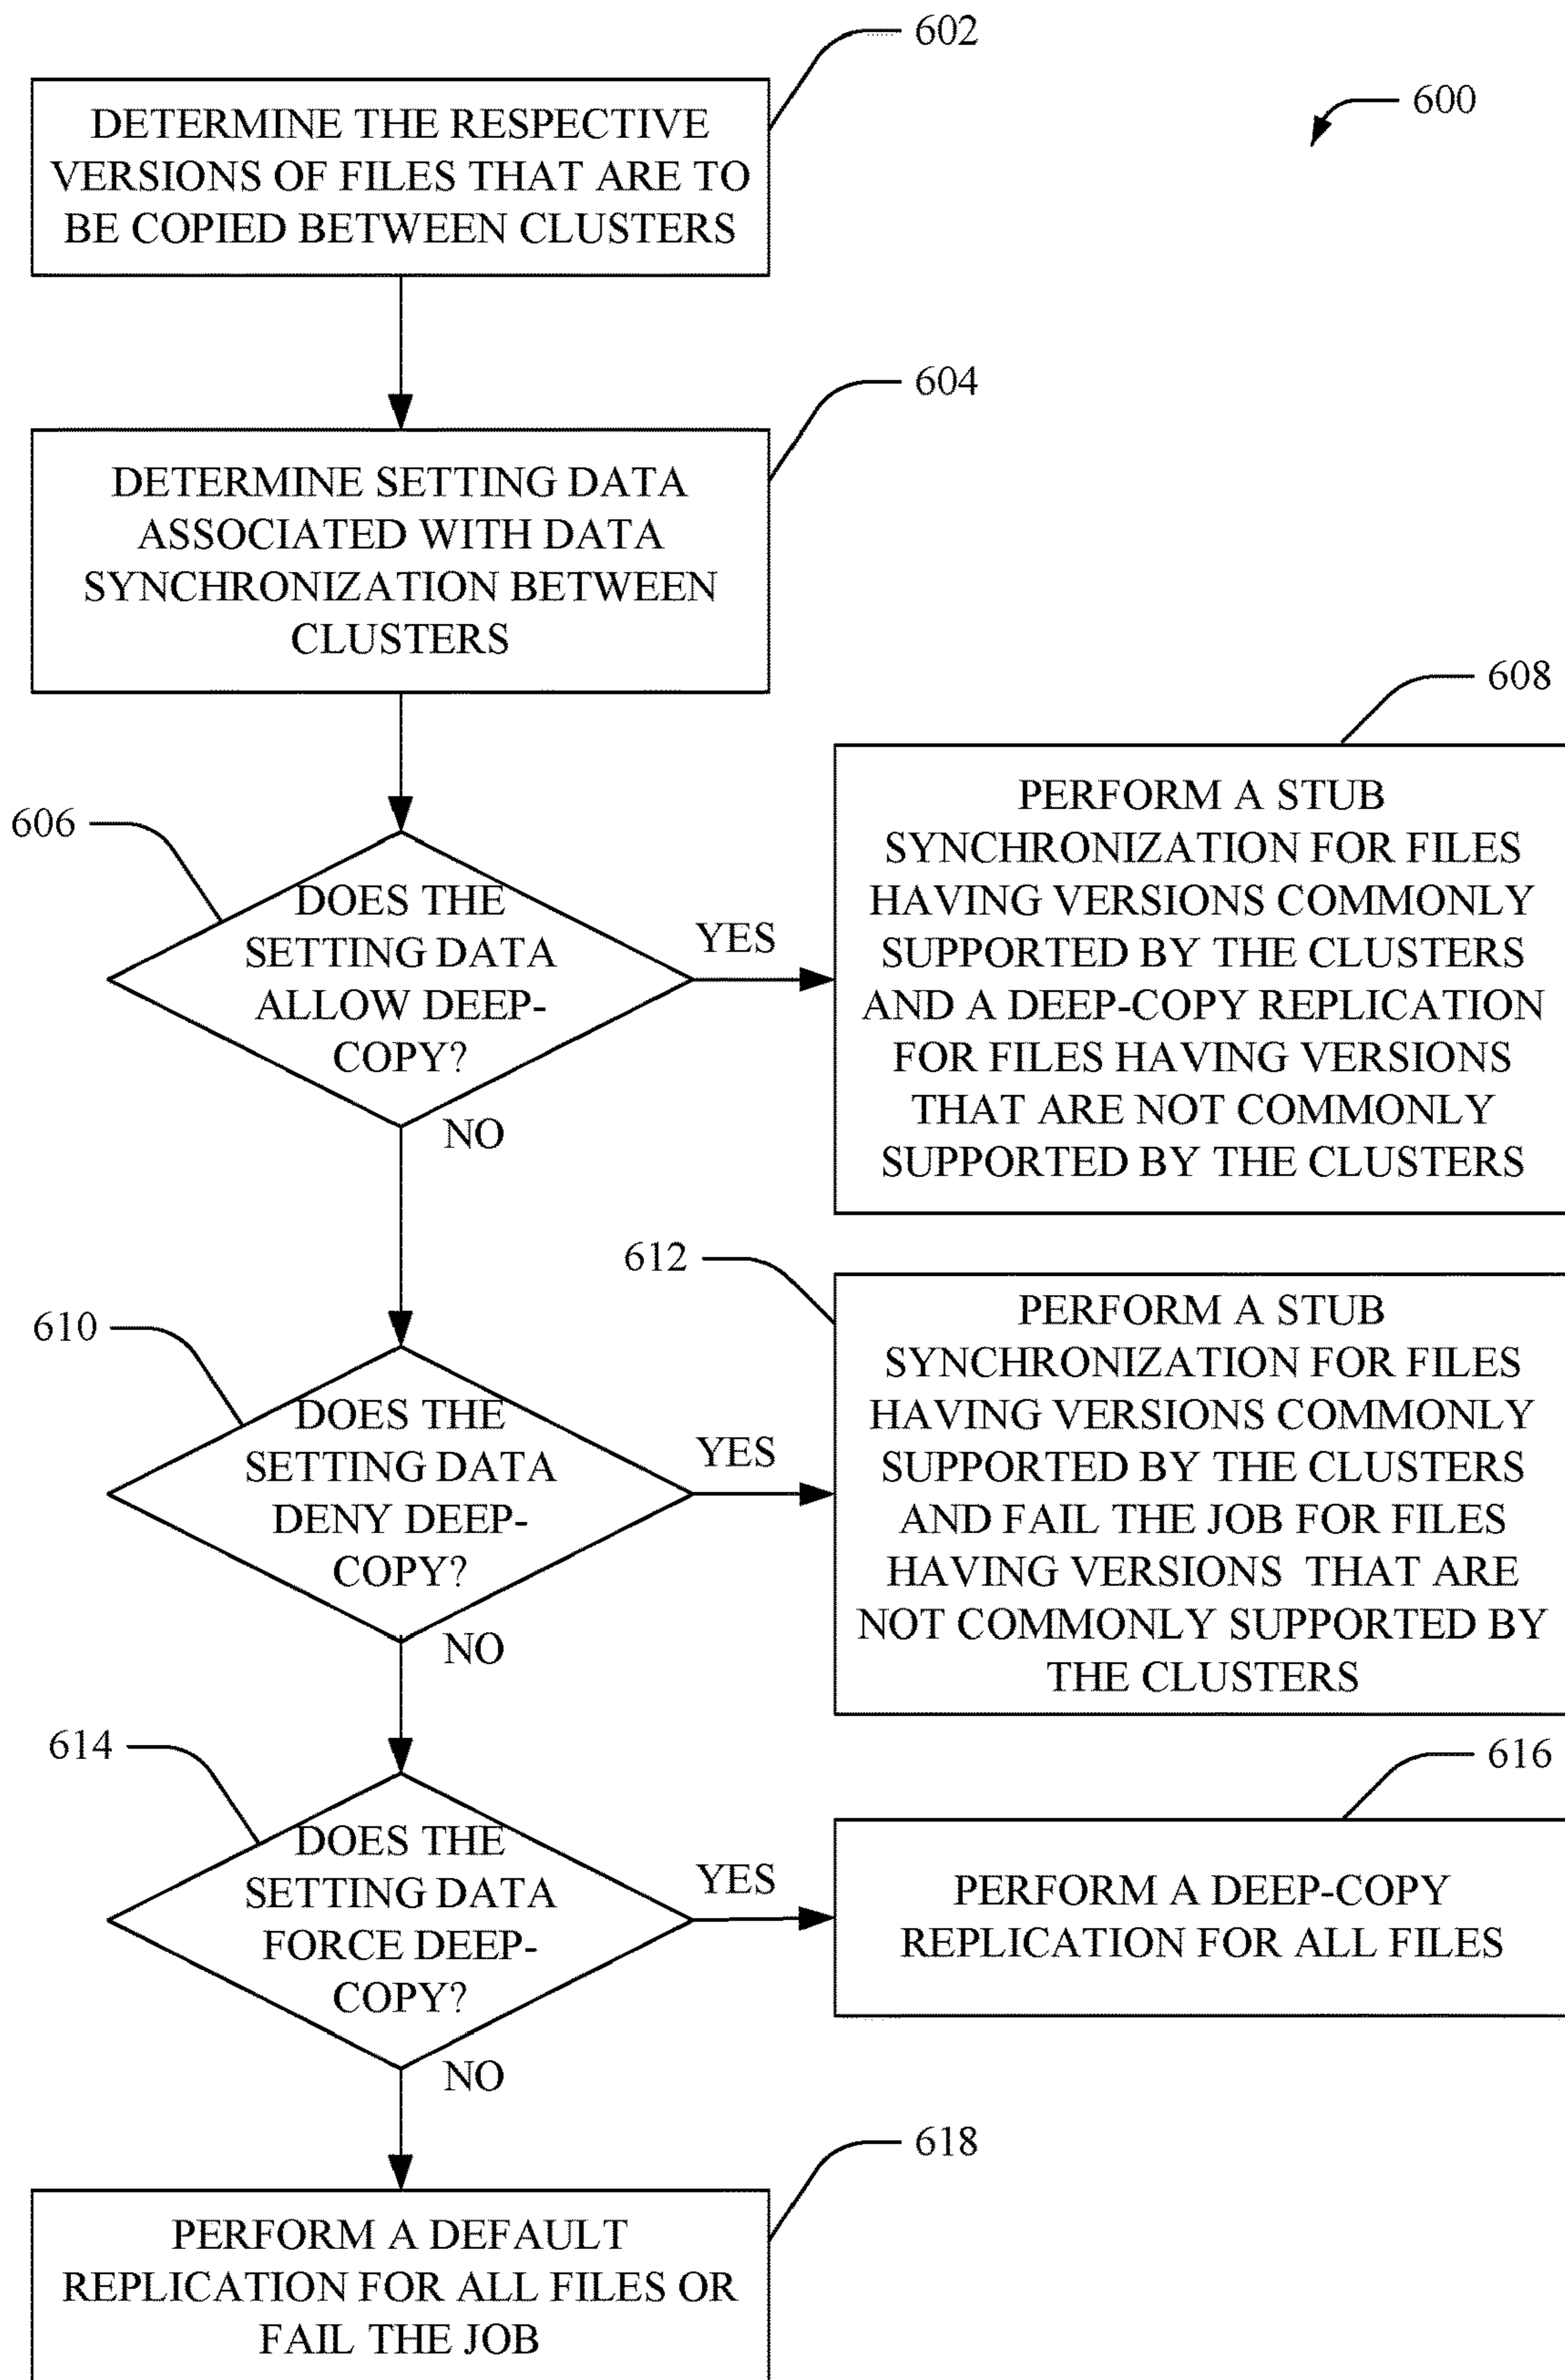 602
600
DETERMINE THE RESPECTIVE
VERSIONS OF FILES THAT ARE TO
BE COPIED BETWEEN CLUSTERS
604
DETERMINE SETTING DATA
ASSOCIATED WITH DATA
SYNCHRONIZATION BETWEEN
CLUSTERS
606
DOES THE
SETTING DATA
ALLOW DEEP-
COPY?
YES
NO
608
PERFORM A STUB
SYNCHRONIZATION FOR FILES
HAVING VERSIONS COMMONLY
SUPPORTED BY THE CLUSTERS
AND A DEEP-COPY REPLICATION
FOR FILES HAVING VERSIONS
THAT ARE NOT COMMONLY
SUPPORTED BY THE CLUSTERS
610
DOES THE
SETTING DATA
DENY DEEP-
COPY?
YES
NO
612
PERFORM A STUB
SYNCHRONIZATION FOR FILES
HAVING VERSIONS COMMONLY
SUPPORTED BY THE CLUSTERS
AND FAIL THE JOB FOR FILES
HAVING VERSIONS THAT ARE
NOT COMMONLY SUPPORTED BY
THE CLUSTERS
614
DOES THE
SETTING DATA
FORCE DEEP-
COPY?
YES
NO
616
PERFORM A DEEP-COPY
REPLICATION FOR ALL FILES
618
PERFORM A DEFAULT
REPLICATION FOR ALL FILES OR
FAIL THE JOB